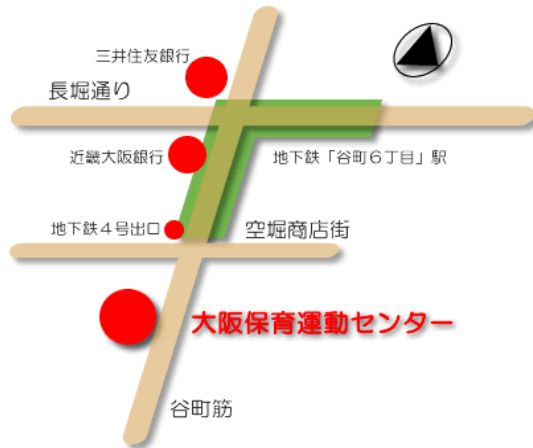 三井住友銀行
長堀通り
近畿大阪銀行
地下鉄「谷町６丁目」駅
地下鉄４号出口
空堀商店街
大阪保育運動センター
谷町筋